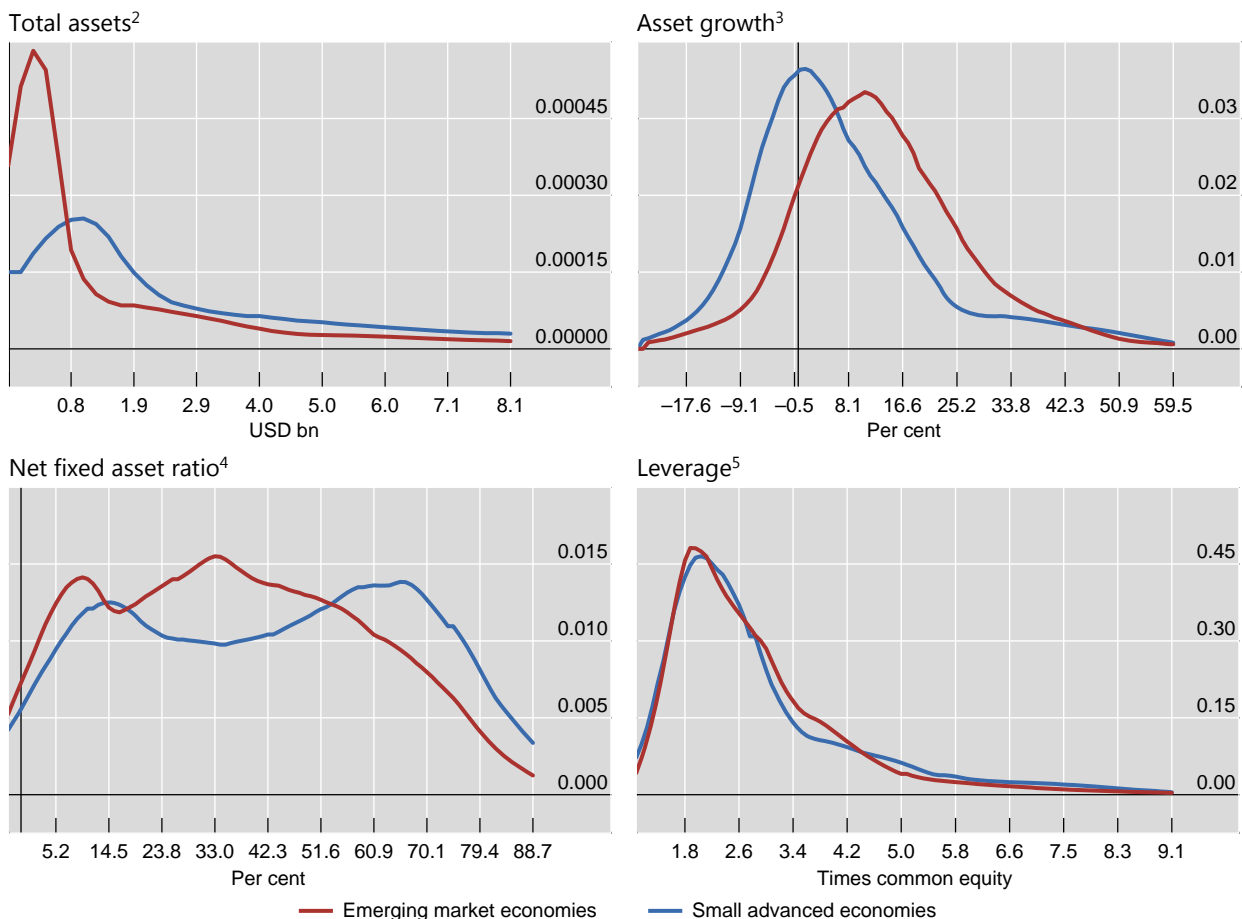 Total assets2
0.00045
0.00030
0.00015
0.00000
0.8 1.9 2.9 4.0 5.0 6.0 7.1 8.1
USD bn
Asset growth3
0.03
0.02
0.01
0.00
–17.6 –9.1 –0.5 8.1 16.6 25.2 33.8 42.3 50.9 59.5
Per cent
Net fixed asset ratio4
0.015
0.010
0.005
0.000
5.2 14.5 23.8 33.0 42.3 51.6 60.9 70.1 79.4 88.7
Per cent
Leverage5
0.45
0.30
0.15
0.00
1.8 2.6 3.4 4.2 5.0 5.8 6.6 7.5 8.3 9.1
Times common equity
Emerging market economies Small advanced economies